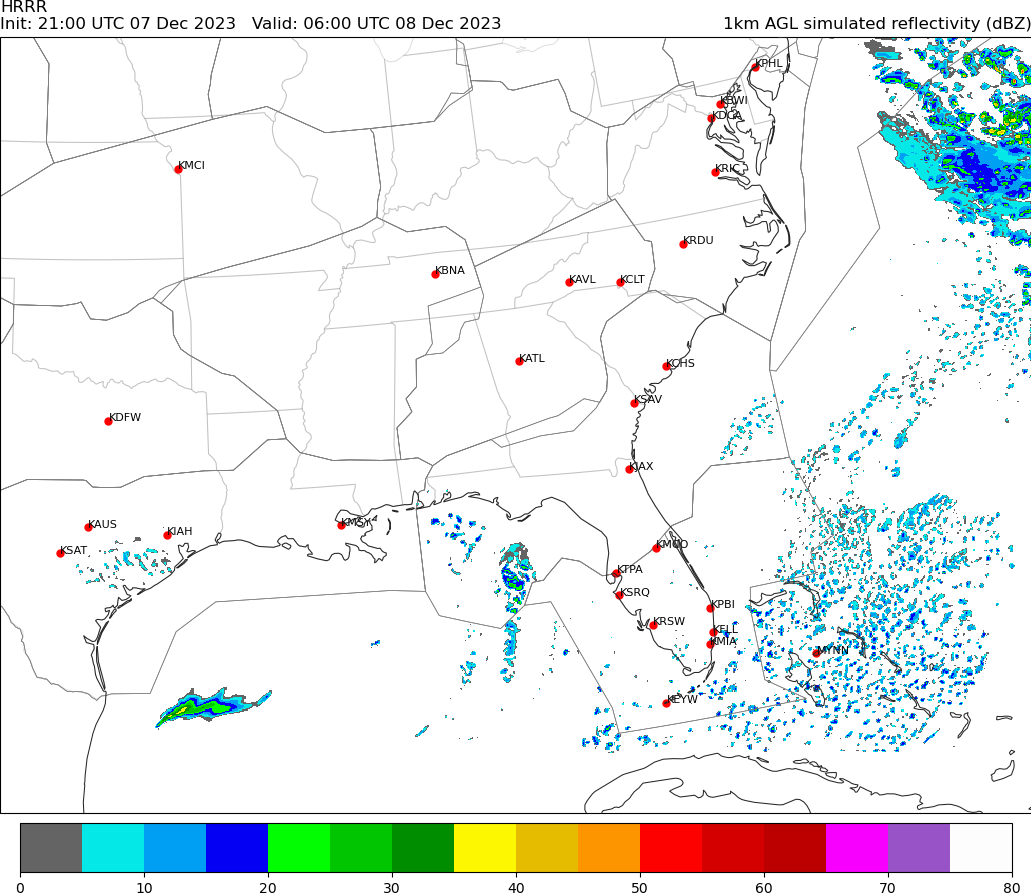 HRRR
Init: 21:00 UTC 07 Dec 2023   Valid: 06:00 UTC 08 Dec 2023   1km AGL simulated reflectivity (dBZ)
KPHL
KBWI
KDCA
KMCI
KRIC
KRDU
KBNA
KAVL
KCLT
KATL
KCHS
KSAV
KDFW
KJAX
KAUS
KMSY
KIAH
KSAT
KMCO
KTPA
KSRQ
KPBI
KRSW
KFLL
KMIA
MYNN
KEYW
0 10 20 30 40 50 60 70 80